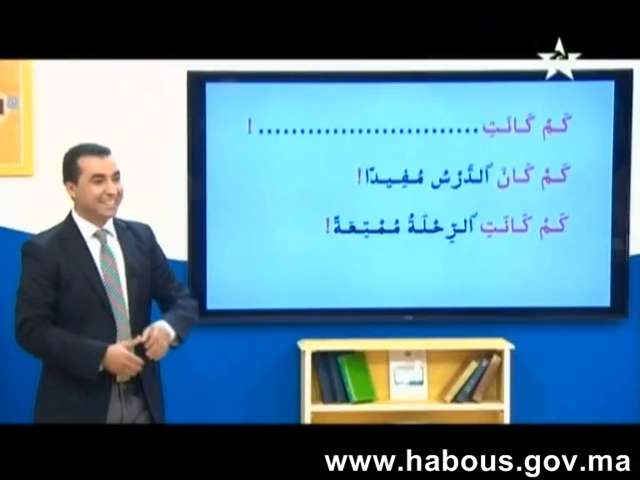 كَمْ كَانَتِ ............................ !
كَمْ كَانَ ٱلدَّرْسُ مُفِيدًا !
كَمْ كَانَتِ ٱلرِّحْلَةُ مُمْتِعَةً !
www.habous.gov.ma